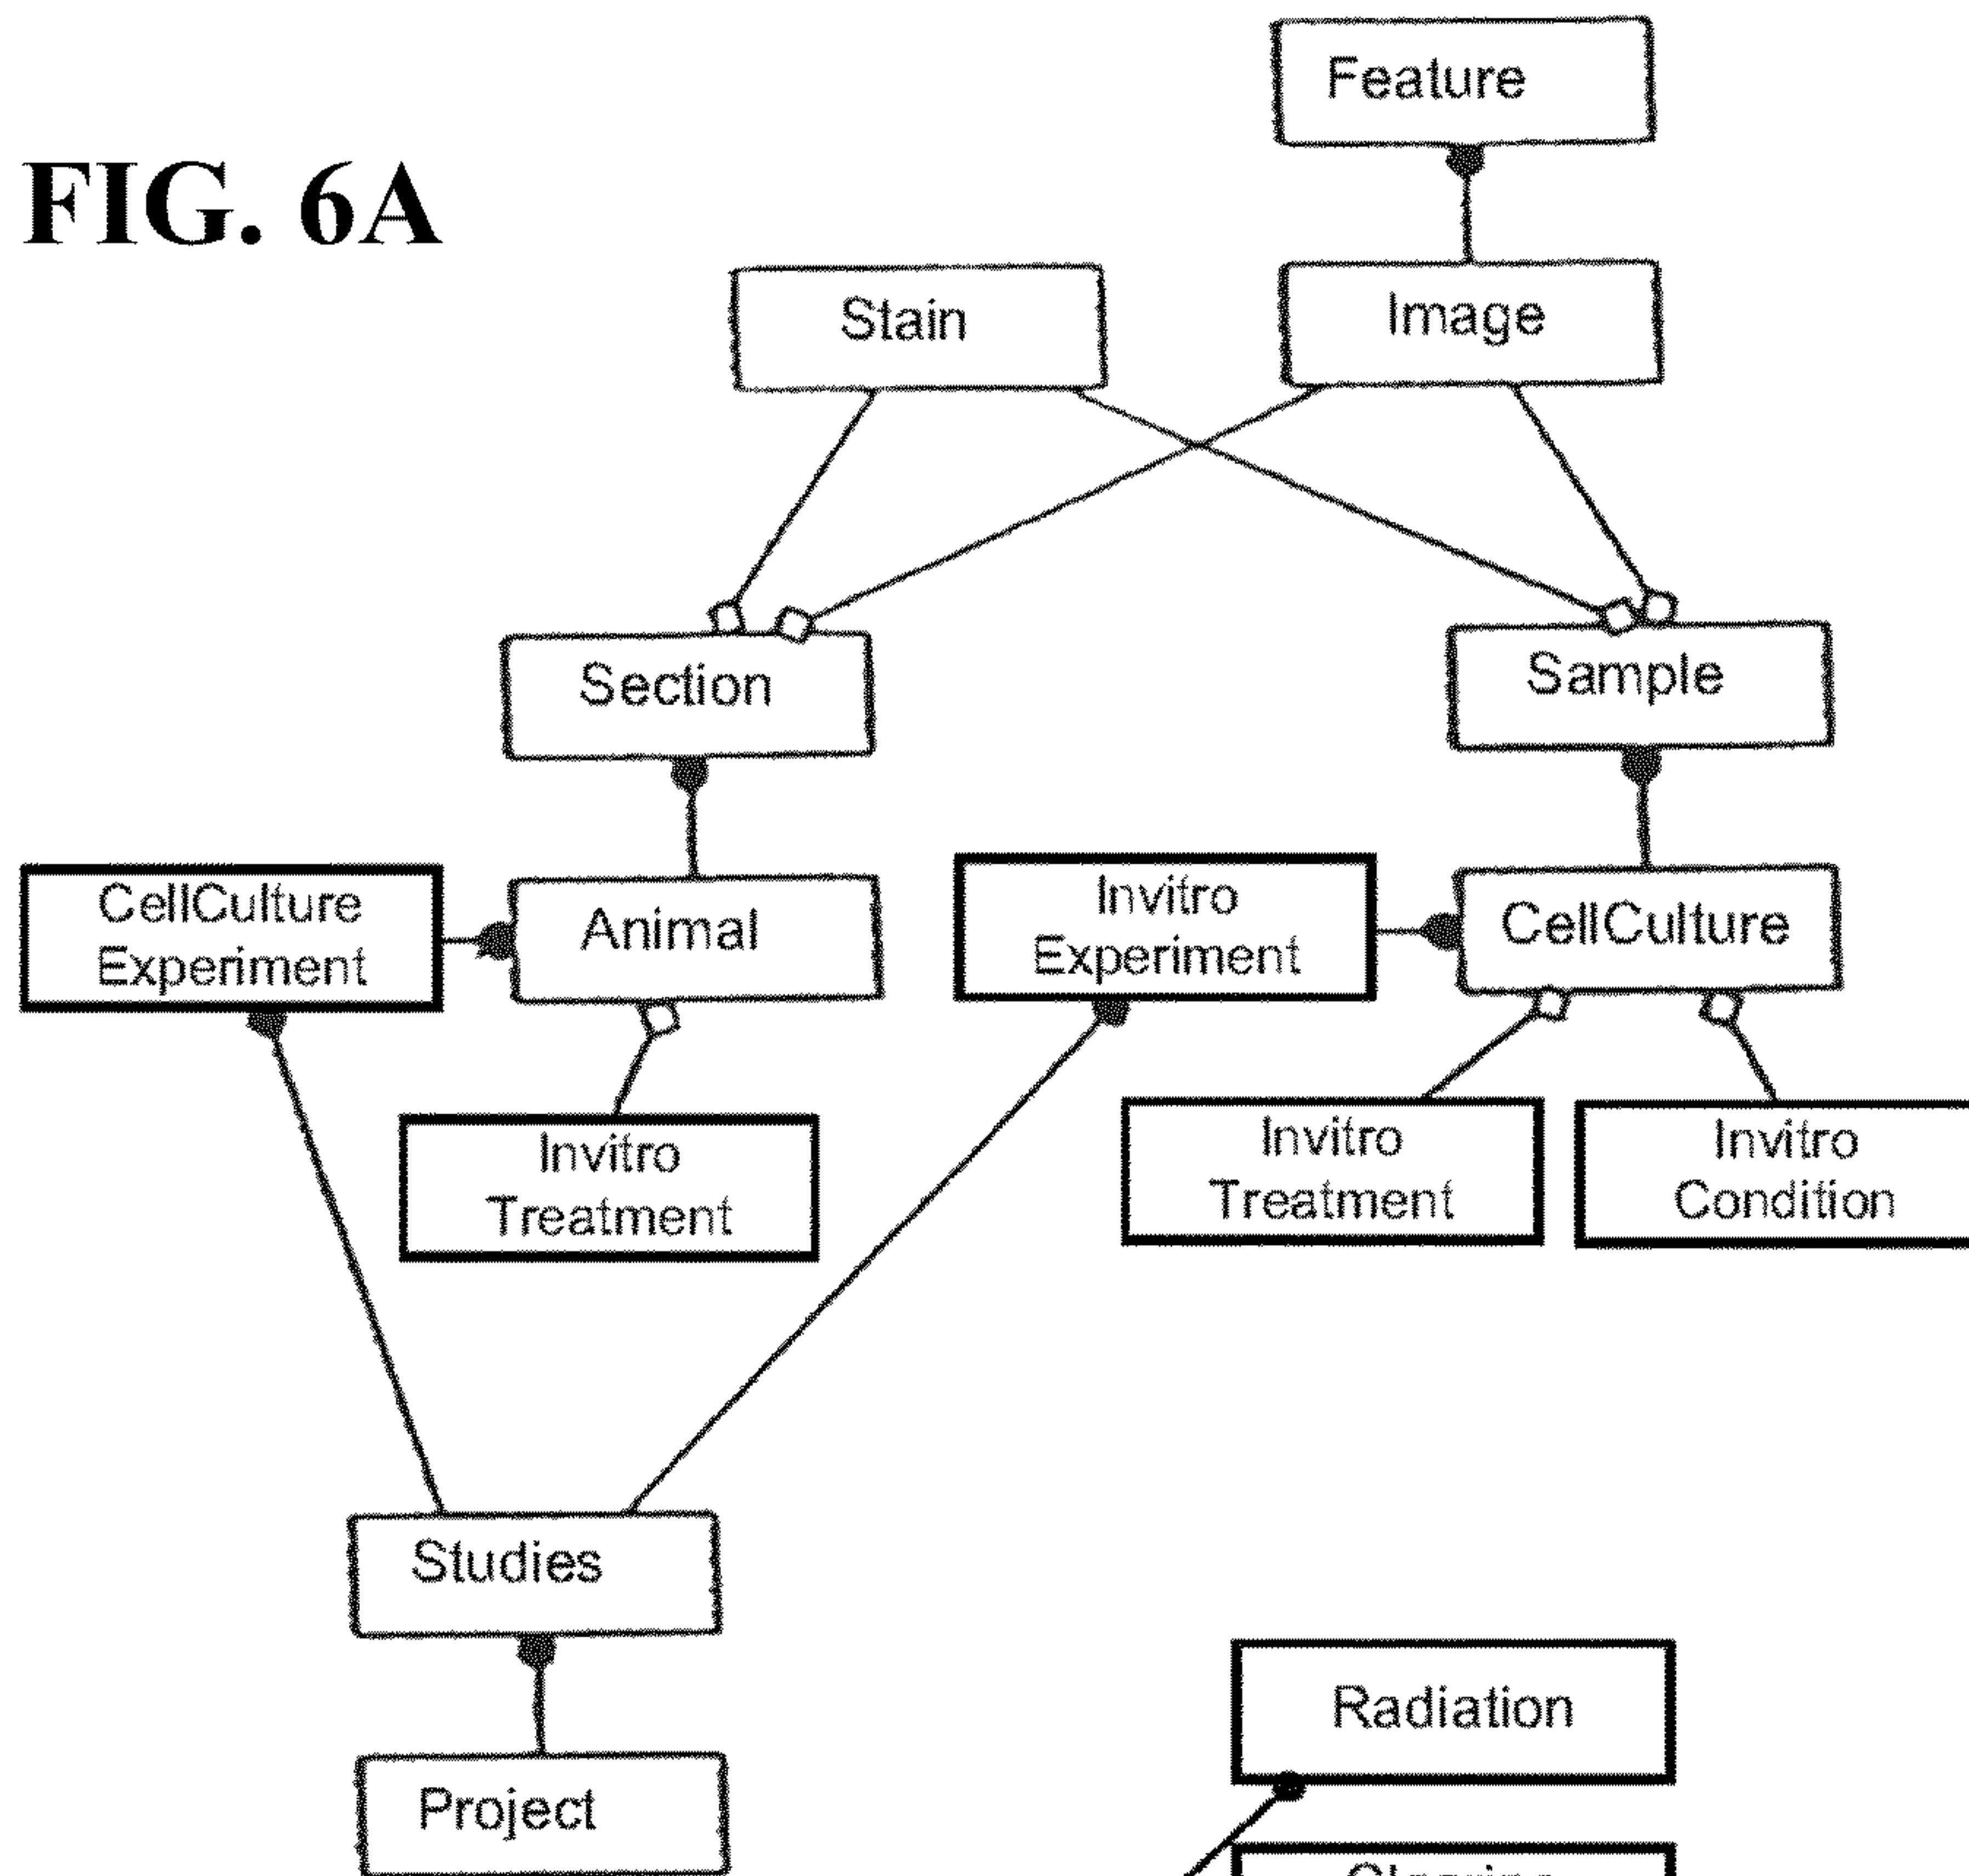 Feature
FIG. 6A
Stain
Image
Section
Sample
CellCulture
Experiment
Animal
Invitro
Experiment
CellCulture
Invitro
Treatment
Invitro
Treatment
Invitro
Condition
Studies
Radiation
Project